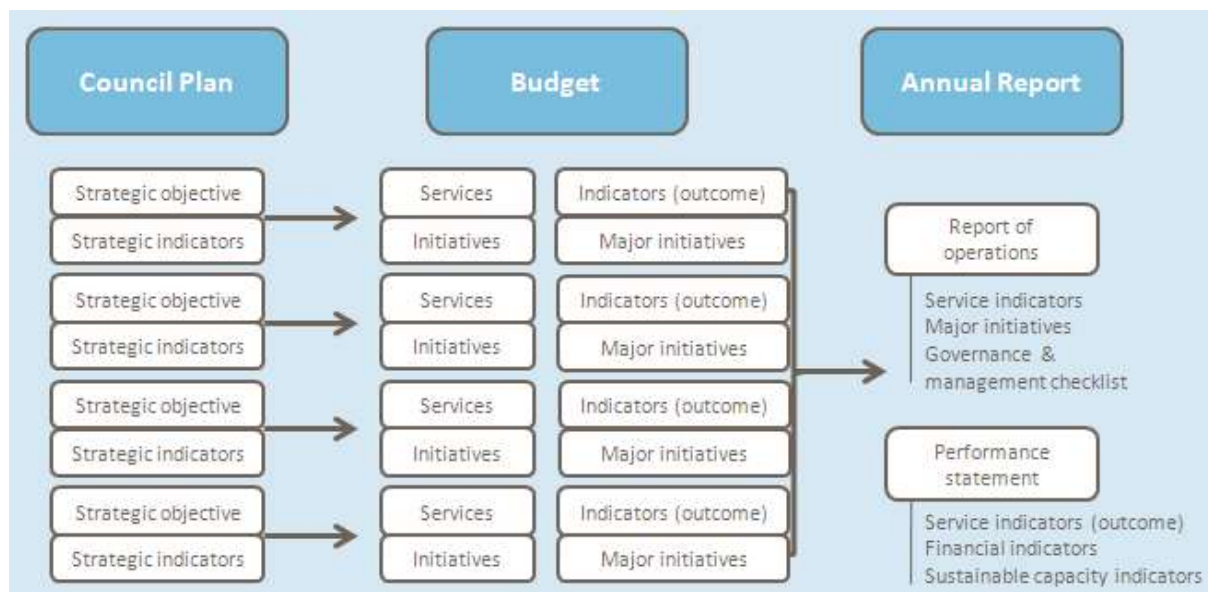 Council Plan
Budget
Annual Report
Strategic objective
Strategic indicators
Strategic objective
Strategic indicators
Strategic objective
Strategic indicators
Strategic objective
Strategic indicators
Services
Indicators (outcome)
Initiatives
Major initiatives
Services
Indicators (outcome)
Initiatives
Major initiatives
Services
Indicators (outcome)
Initiatives
Major initiatives
Services
Indicators (outcome)
Initiatives
Major initiatives
Report of
operations
Service indicators
Major initiatives
Governance &
management checklist
Performance
statement
Service indicators (outcome)
Financial indicators
Sustainable capacity indicators